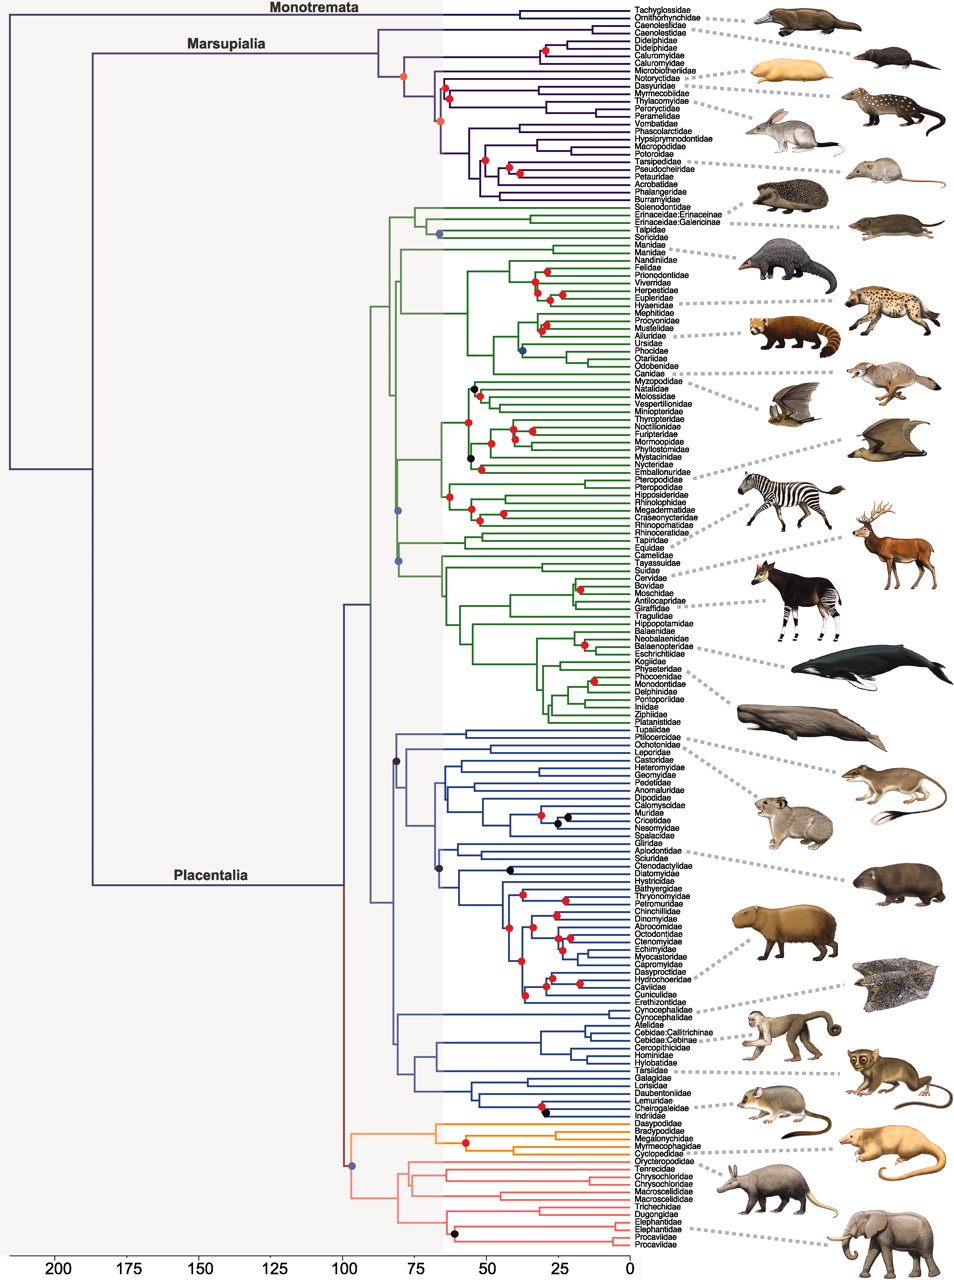 Monotremata
Marsupialia
Placentalia
Tachyglossidae
Ornithorhynchidae
Caenolestidae
Caenolestidae
Didelphidae
Didelphidae
Caluromyidae
Caluromyidae
Microbiotheriidae
Notoryctidae
Dasyuridae
Myrmecobiidae
Thylacomyidae
Peroryctidae
Peramelidae
Vombatidae
Phascolarctidae
Hypsiprymnodontidae
Macropodidae
Potoroidae
Tarsipedidae
Pseudocheiridae
Petauridae
Acrobatidae
Phalangeridae
Burramyidae
Solenodontidae
Erinaceidae:Erinaceinae
Erinaceidae:Galericinae
Talpidae
Soricidae
Manidae
Manidae
Nandiniidae
Felidae
Prionodontidae
Viverridae
Herpestidae
Eupleridae
Hyaenidae
Mephitidae
Procyonidae
Mustelidae
Ailuridae
Ursidae
Phocidae
Otariidae
Odobenidae
Canidae
Myzopodidae
Natalidae
Molossidae
Vespertilionidae
Miniopteridae
Thyropteridae
Noctilionidae
Furipteridae
Mormoopidae
Phyllostomidae
Mystacinidae
Nycteridae
Emballonuridae
Pteropodidae
Pteropodidae
Hipposideridae
Rhinolophidae
Megadermatidae
Craseonycteridae
Rhinopomatidae
Rhinoceratidae
Tapiridae
Equidae
Camelidae
Tayassuidae
Suidae
Cervidae
Bovidae
Moschidae
Antilocapridae
Giraffidae
Tragulidae
Hippopotamidae
Balaenidae
Neobalaenidae
Balaenopteridae
Eschrichtiidae
Kogiidae
Physeteridae
Phocoenidae
Monodontidae
Delphinidae
Pontoporiidae
Iniidae
Ziphiidae
Platanistidae
Tupaiidae
Ptilocercidae
Ochotonidae
Leporidae
Castoridae
Heteromyidae
Geomyidae
Pedetidae
Anomaluridae
Dipodidae
Calomyscidae
Muridae
Cricetidae
Nesomyidae
Spalacidae
Gliridae
Aplodontidae
Sciuridae
Ctenodactylidae
Diatomyidae
Hystricidae
Bathyergidae
Thryonomyidae
Petromuridae
Chinchillidae
Dinomyidae
Abrocomidae
Octodontidae
Ctenomyidae
Echimyidae
Myocastoridae
Capromyidae
Dasyproctidae
Hydrochoeridae
Caviidae
Cuniculidae
Erethizontidae
Cynocephalidae
Cynocephalidae
Atelidae
Cebidae:Callitrichinae
Cebidae:Cebinae
Cercopithicidae
Hominidae
Hylobatidae
Tarsiidae
Galagidae
Lorisidae
Daubentoniidae
Lemuridae
Cheirogaleidae
Indriidae
Dasypodidae
Bradypodidae
Megalonychidae
Myrmecophagidae
Cyclopedidae
Orycteropodidae
Tenrecidae
Chrysochloridae
Chrysochloridae
Macroscelididae
Macroscelididae
Trichechidae
Dugongidae
Elephantidae
Elephantidae
Procaviidae
Procaviidae
200 175 150 125 100 75 50 25 0